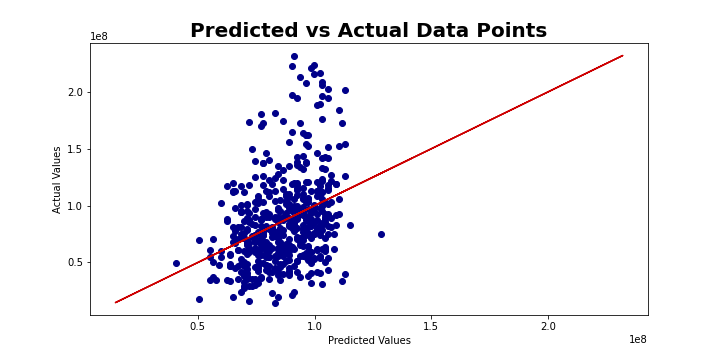 Predicted vs Actual Data Points
1e8
2.0
1.5
1.0
0.5
Actual Values
0.5
1.0
1.5
2.0
1e8
Predicted Values